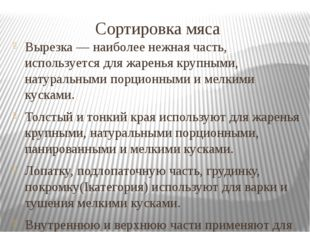 Сортировка мяса
Вырезка — наиболее нежная часть,
используется для жаренья крупными,
натуральными порционными и мелкими
кусками.
Толстый и тонкий края используют для жаренья
крупными, натуральными порционными,
панированными и мелкими кусками.
Лопатку, подлопаточную часть, грудинку,
покромку(Iкатегория) используют для варки и
тушения мелкими кусками.
Внутреннюю и верхнюю части применяют для